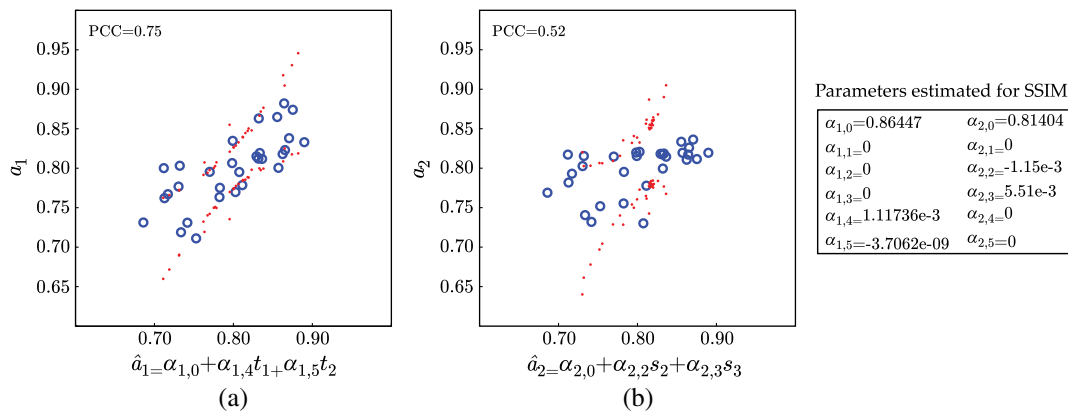 PCC=0.75
0.95
0.90
0.85
0.80
0.75
0.70
0.65
a₁
0.70 0.80 0.90
â₁₌α₁,₀+α₁,₄t₁₊α₁,₅t₂
(a)
PCC=0.52
0.95
0.90
0.85
0.80
0.75
0.70
0.65
a₂
0.70 0.80 0.90
â₂₌α₂,₀+α₂,₂s₂+α₂,₃s₃
(b)
Parameters estimated for SSIM
α₁,₀=0.86447 α₂,₀=0.81404
α₁,₁₌0 α₂,₁₌0
α₁,₂₌0 α₂,₂₌-1.15e-3
α₁,₃₌0 α₂,₃₌5.51e-3
α₁,₄₌1.11736e-3 α₂,₄₌0
α₁,₅₌-3.7062e-09 α₂,₅₌0